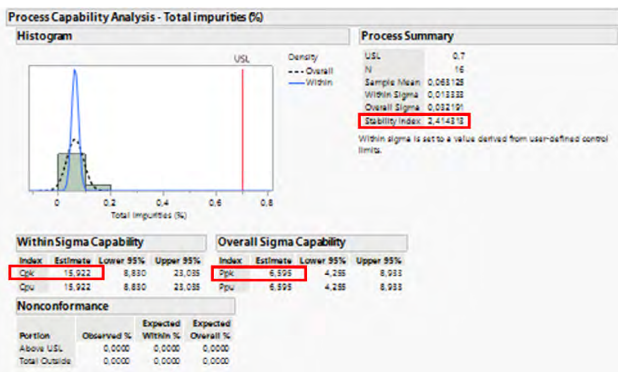 Process Capability Analysis - Total impurities (%)
Histogram
USL
Density
Overall
Within
0 0,2 0,4 0,6 0,8
Total impurities (%)
Process Summary
USL 0,7
N 16
Sample Mean 0,063125
Within Sigma 0,013333
Overall Sigma 0,032191
Stability Index 2,414313
Within sigma is set to a value derived from user-defined control
limits.
Within Sigma Capability
Index Estimate Lower 95% Upper 95%
Cpk 15,922 8,830 23,035
Cpu 15,922 8,830 23,035
Overall Sigma Capability
Index Estimate Lower 95% Upper 95%
Ppk 6,595 4,255 8,933
Ppu 6,595 4,255 8,933
Nonconformance
Portion Observed % Expected Within % Expected Overall %
Above USL 0,0000 0,0000 0,0000
Total Outside 0,0000 0,0000 0,0000